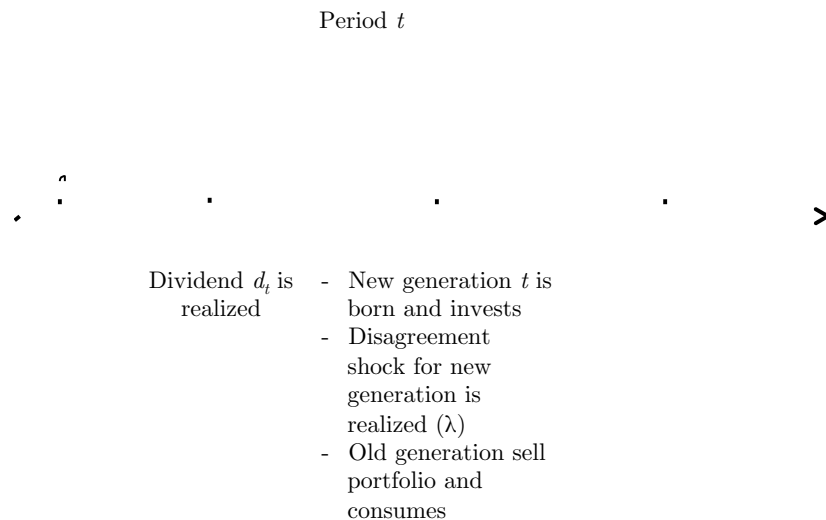 Period t
Dividend dₜ is
realized
- New generation t is
born and invests
- Disagreement
shock for new
generation is
realized (λ)
- Old generation sell
portfolio and
consumes